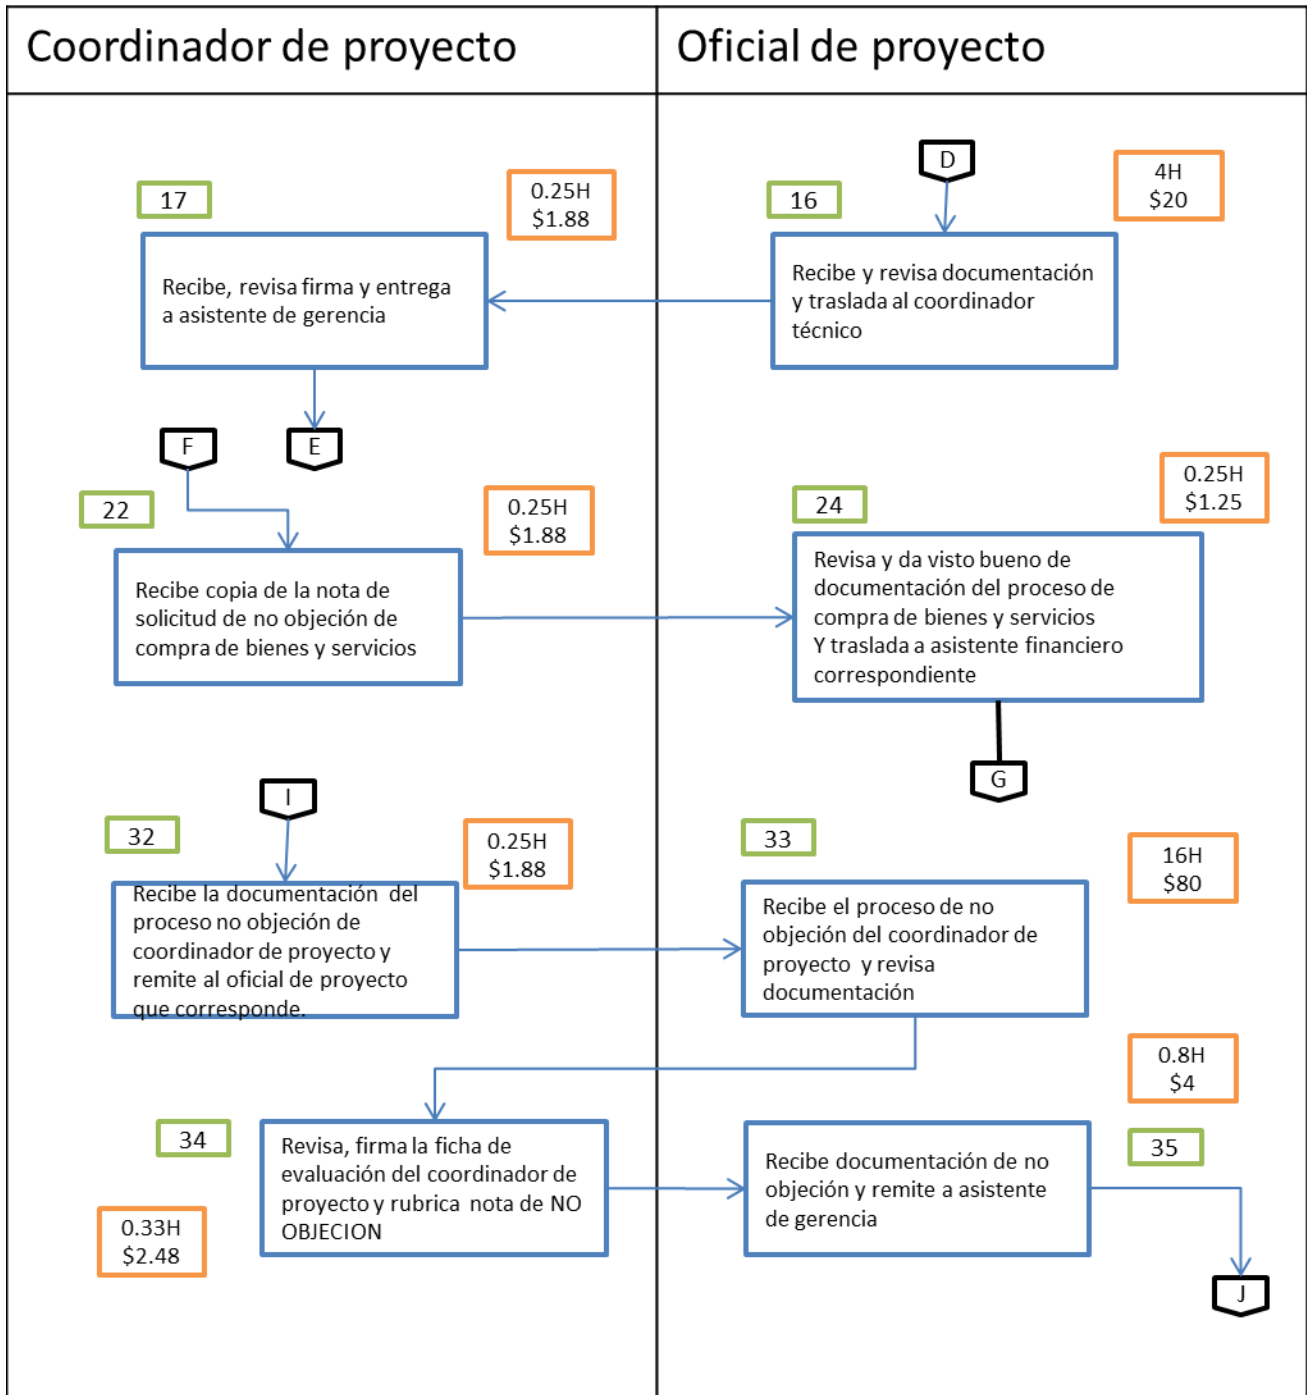 Coordinador de proyecto
Oficial de proyecto
D
17
0.25H
$1.88
16
4H
$20
Recibe, revisa firma y entrega
a asistente de gerencia
Recibe y revisa documentación
y traslada al coordinador
técnico
F
E
22
0.25H
$1.88
24
0.25H
$1.25
Recibe copia de la nota de
solicitud de no objeción de
compra de bienes y servicios
Revisa y da visto bueno de
documentación del proceso de
compra de bienes y servicios
Y traslada a asistente financiero
correspondiente
G
I
32
0.25H
$1.88
33
16H
$80
Recibe la documentación del
proceso no objeción de
coordinador de proyecto y
remite al oficial de proyecto
que corresponde.
Recibe el proceso de no
objeción del coordinador de
proyecto y revisa
documentación
0.8H
$4
34
Revisa, firma la ficha de
evaluación del coordinador de
proyecto y rubrica nota de NO
OBJECION
0.33H
$2.48
35
Recibe documentación de no
objeción y remite a asistente
de gerencia
J